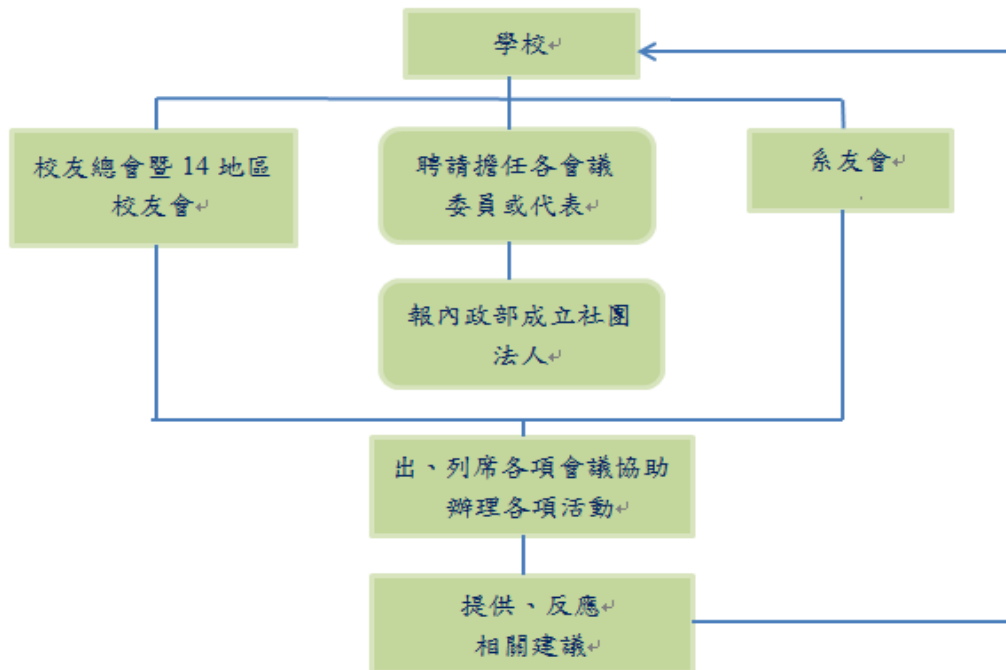 學校
校友總會暨 14 地區
校友會
聘請擔任各會議
委員或代表
系友會
報內政部成立社團
法人
出、列席各項會議協助
辦理各項活動
提供、反應
相關建議